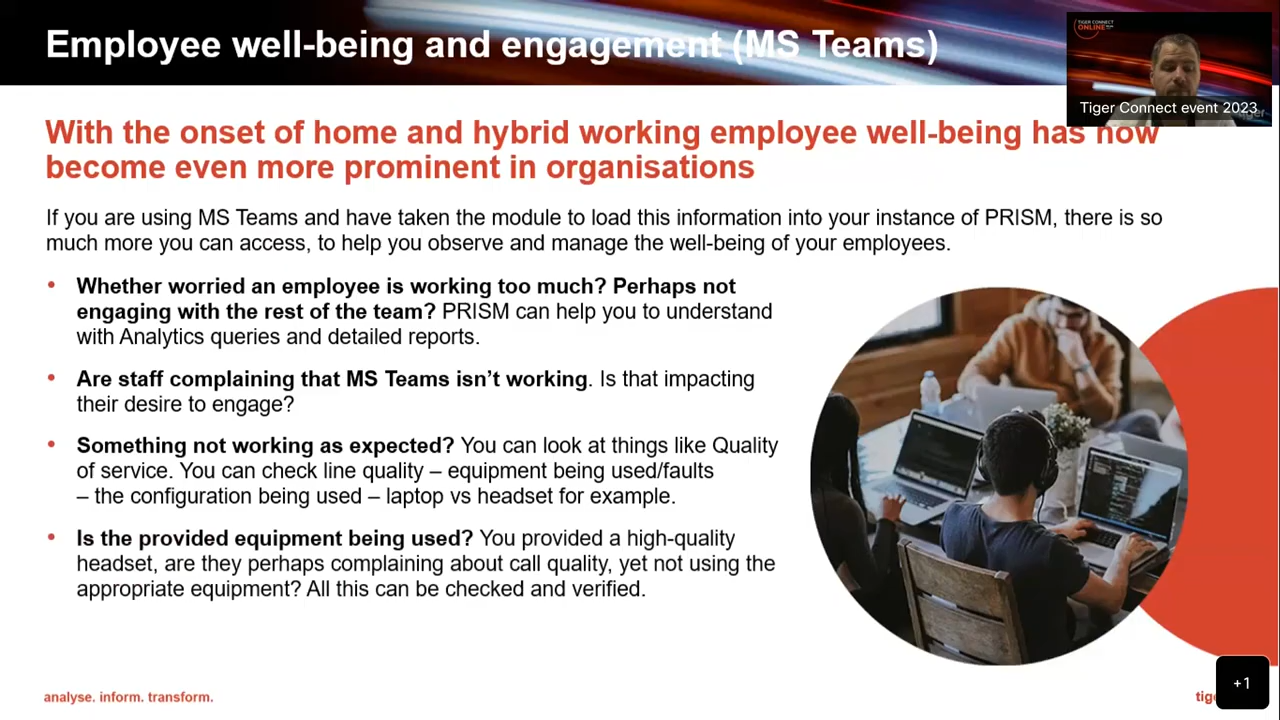 Employee well-being and engagement (MS Teams)
TIGER CONNECT
ONLINE
Tiger Connect event 2023
With the onset of home and hybrid working employee well-being has now
become even more prominent in organisations
If you are using MS Teams and have taken the module to load this information into your instance of PRISM, there is so
much more you can access, to help you observe and manage the well-being of your employees.
• Whether worried an employee is working too much? Perhaps not
engaging with the rest of the team? PRISM can help you to understand
with Analytics queries and detailed reports.
• Are staff complaining that MS Teams isn’t working. Is that impacting
their desire to engage?
• Something not working as expected? You can look at things like Quality
of service. You can check line quality – equipment being used/faults
– the configuration being used – laptop vs headset for example.
• Is the provided equipment being used? You provided a high-quality
headset, are they perhaps complaining about call quality, yet not using the
appropriate equipment? All this can be checked and verified.
analyse. inform. transform.
+1